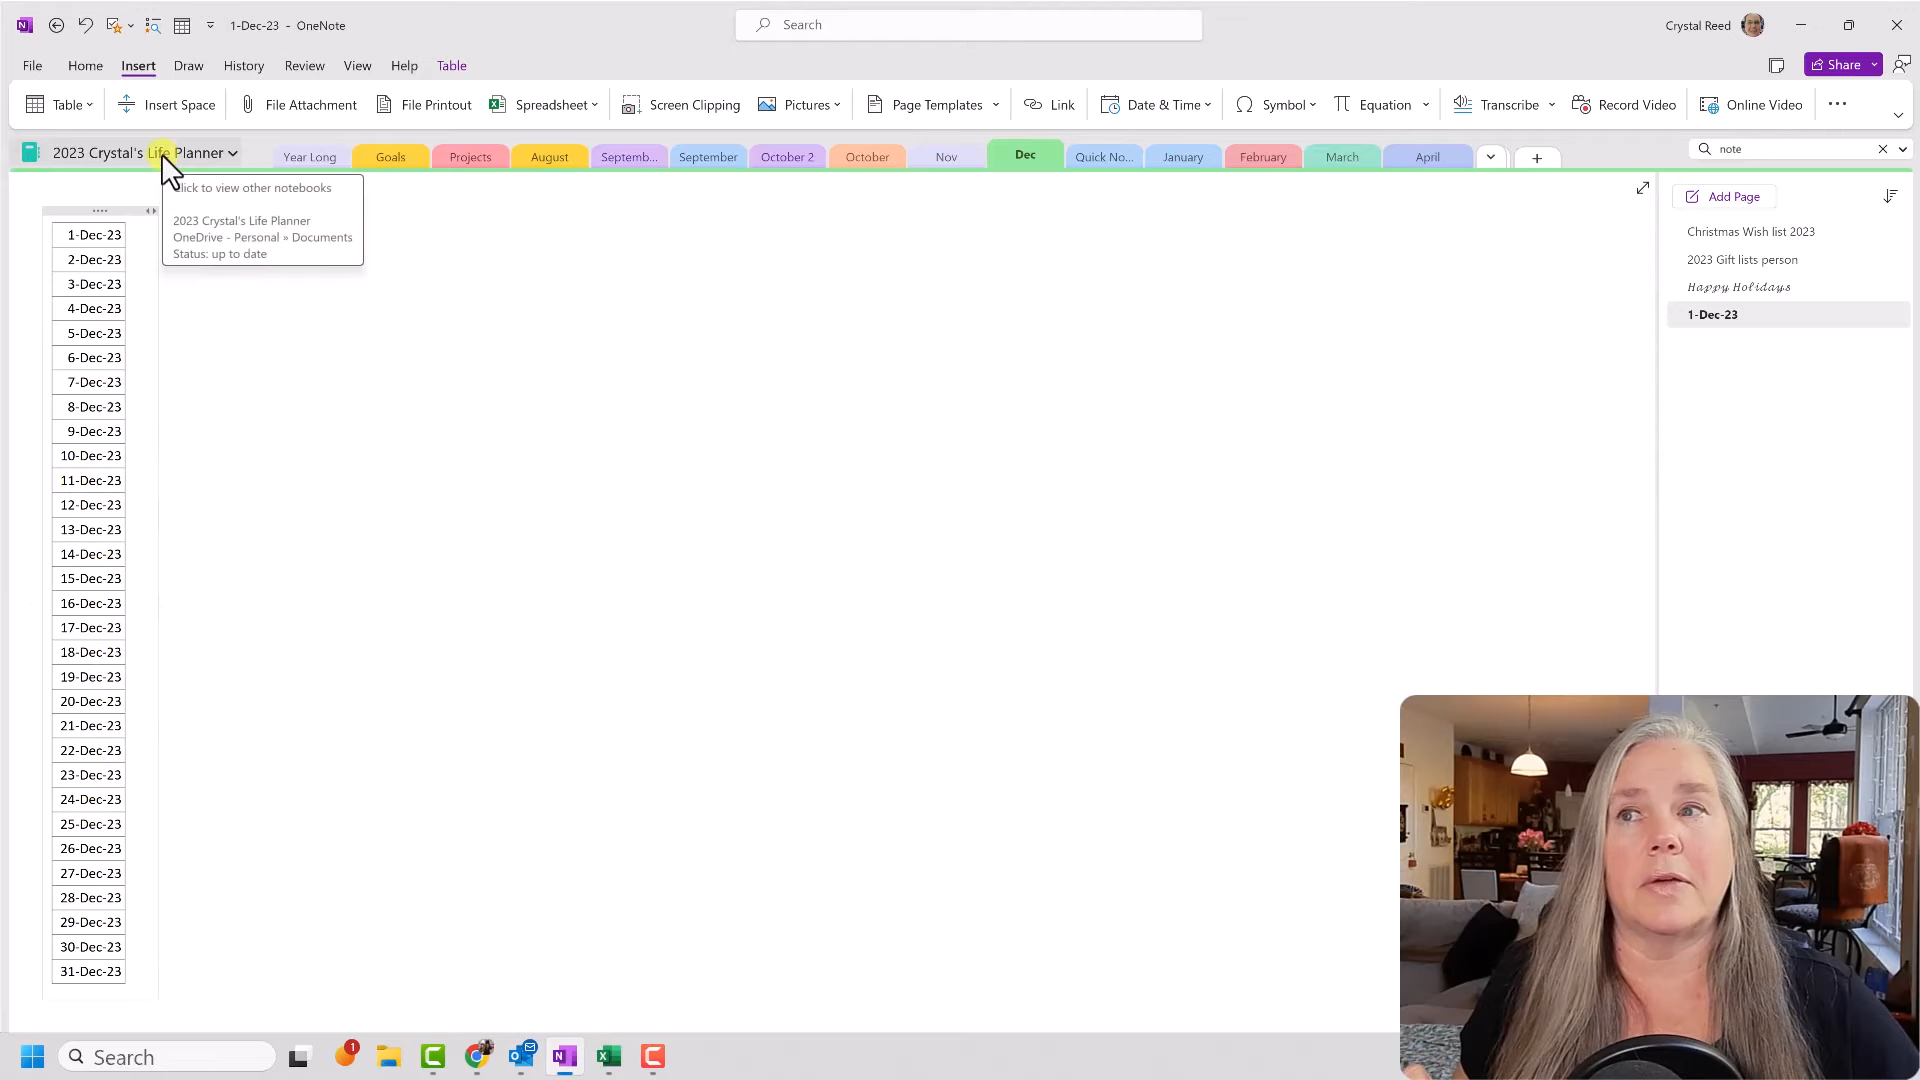 1-Dec-23 - OneNote
Search
Crystal Reed
File Home Insert Draw History Review View Help Table
Share
Table Insert Space File Attachment File Printout Spreadsheet Screen Clipping Pictures Page Templates Link Date & Time Symbol Equation Transcribe Record Video Online Video
2023 Crystal's Life Planner
Year Long Goals Projects August Septemb... September October 2 October Nov Dec Quick No... January February March April
note
Click to view other notebooks
2023 Crystal's Life Planner
OneDrive - Personal » Documents
Status: up to date
Add Page
Christmas Wish list 2023
2023 Gift lists person
Happy Holidays
1-Dec-23
1-Dec-23
2-Dec-23
3-Dec-23
4-Dec-23
5-Dec-23
6-Dec-23
7-Dec-23
8-Dec-23
9-Dec-23
10-Dec-23
11-Dec-23
12-Dec-23
13-Dec-23
14-Dec-23
15-Dec-23
16-Dec-23
17-Dec-23
18-Dec-23
19-Dec-23
20-Dec-23
21-Dec-23
22-Dec-23
23-Dec-23
24-Dec-23
25-Dec-23
26-Dec-23
27-Dec-23
28-Dec-23
29-Dec-23
30-Dec-23
31-Dec-23
Search
1